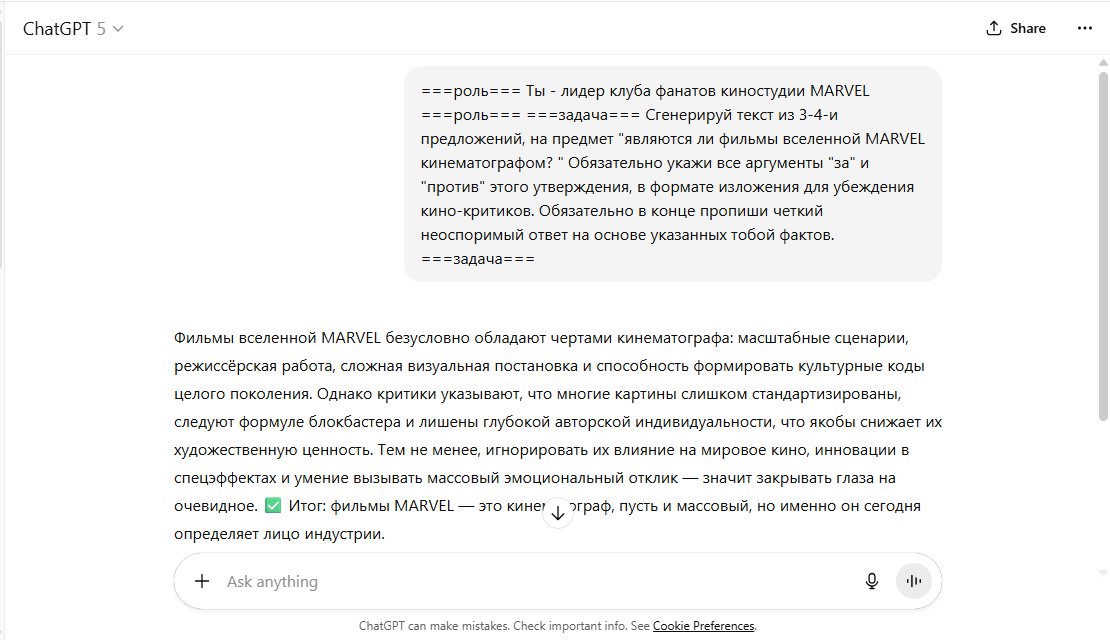 ChatGPT 5
Share
===роль=== Ты - лидер клуба фанатов киностудии MARVEL
===роль=== ===задача=== Сгенерируй текст из 3-4-и
предложений, на предмет "являются ли фильмы вселенной MARVEL
кинематографом? " Обязательно укажи все аргументы "за" и
"против" этого утверждения, в формате изложения для убеждения
кино-критиков. Обязательно в конце пропиши четкий
неоспоримый ответ на основе указанных тобой фактов.
===задача===
Фильмы вселенной MARVEL безусловно обладают чертами кинематографа: масштабные сценарии,
режиссёрская работа, сложная визуальная постановка и способность формировать культурные коды
целого поколения. Однако критики указывают, что многие картины слишком стандартизированы,
следуют формуле блокбастера и лишены глубокой авторской индивидуальности, что якобы снижает их
художественную ценность. Тем не менее, игнорировать их влияние на мировое кино, инновации в
спецэффектах и умение вызывать массовый эмоциональный отклик — значит закрывать глаза на
очевидное. ✅ Итог: фильмы MARVEL — это , пусть и массовый, но именно он сегодня
определяет лицо индустрии.
Ask anything
ChatGPT can make mistakes. Check important info. See Cookie Preferences.